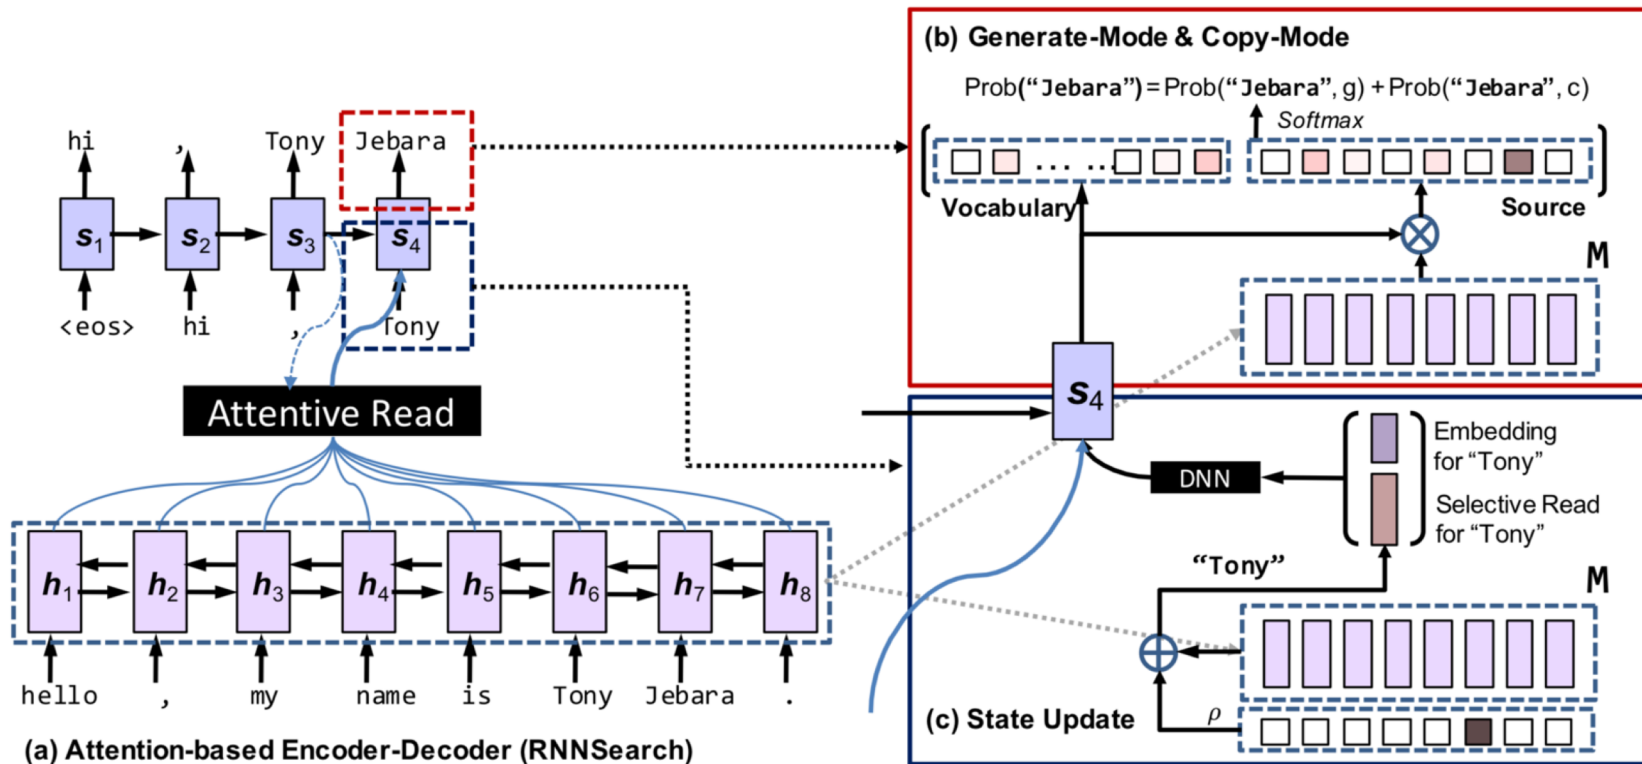 hi , Tony Jebara
s1 s2 s3 s4
<eos> hi , Tony
Attentive Read
h1 h2 h3 h4 h5 h6 h7 h8
hello , my name is Tony Jebara .
(a) Attention-based Encoder-Decoder (RNNSearch)
(b) Generate-Mode & Copy-Mode
Prob(“Jebara”) = Prob(“Jebara”, g) + Prob(“Jebara”, c)
Softmax
... ...
Vocabulary Source
M
s4
DNN
Embedding
for “Tony”
Selective Read
for “Tony”
“Tony”
M
ρ
(c) State Update